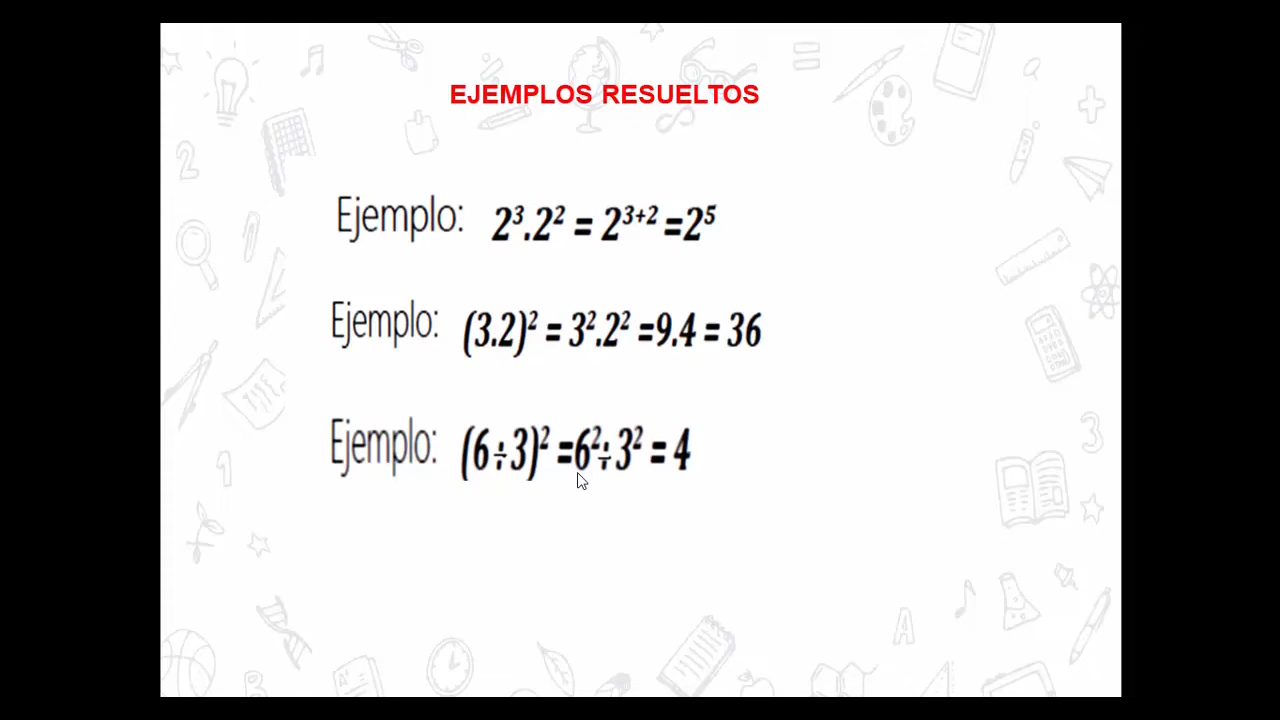 EJEMPLOS RESUELTOS
Ejemplo: 2³.2² = 2³⁺² =2⁵
Ejemplo: (3.2)² = 3².2² =9.4 = 36
Ejemplo: (6÷3)² =6²÷3² = 4